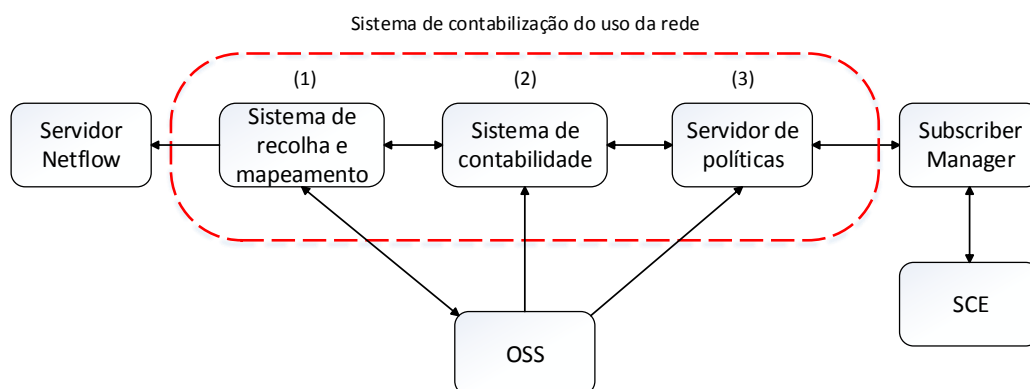 Sistema de contabilização do uso da rede
(1)
(2)
(3)
Servidor
Netflow
Sistema de
recolha e
mapeamento
Sistema de
contabilidade
Servidor de
políticas
Subscriber
Manager
SCE
OSS